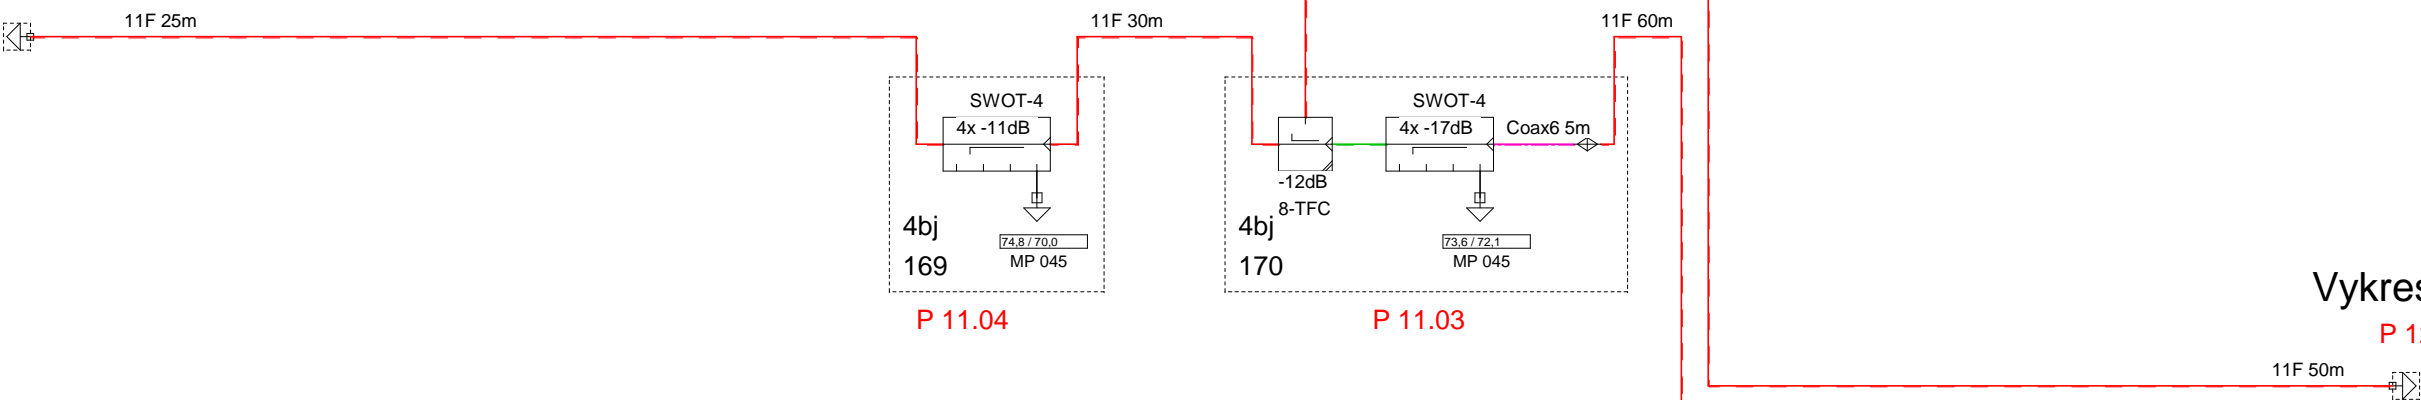 11F 25m
11F 30m
11F 60m
SWOT-4
4x -11dB
4bj
169
74,8 / 70,0
MP 045
P 11.04
SWOT-4
4x -17dB
Coax6 5m
-12dB
8-TFC
4bj
170
73,6 / 72,1
MP 045
P 11.03
Vykres
11F 50m